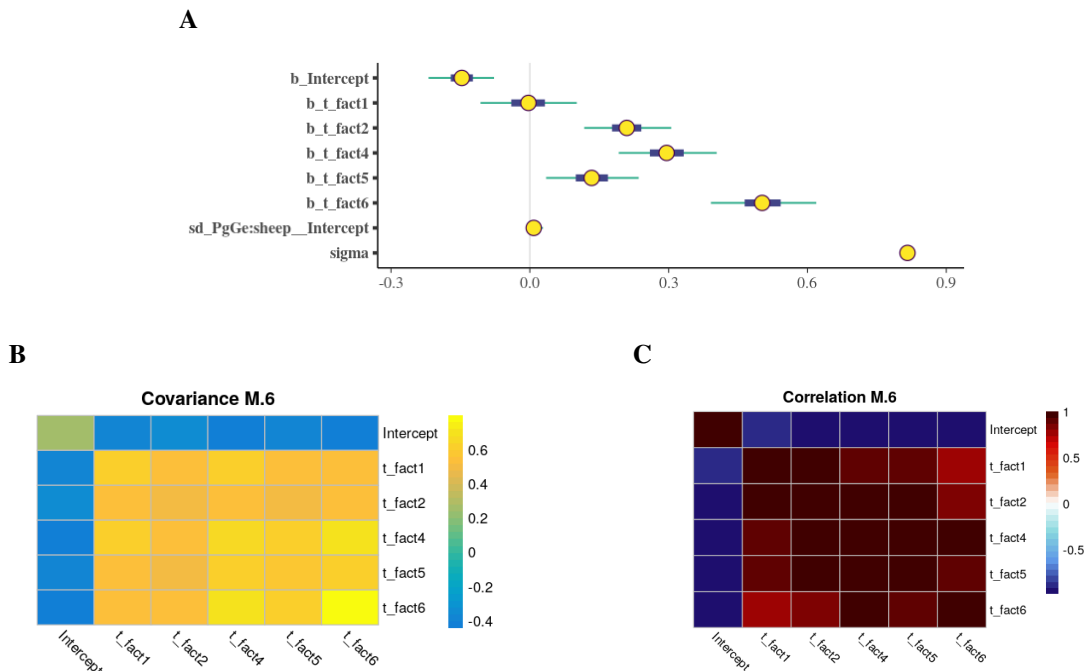 A
b_Intercept
b_t_fact1
b_t_fact2
b_t_fact4
b_t_fact5
b_t_fact6
sd_PgGe:sheep__Intercept
sigma
-0.3 0.0 0.3 0.6 0.9
B
Covariance M.6
Intercept
t_fact1
t_fact2
t_fact4
t_fact5
t_fact6
Intercept t_fact1 t_fact2 t_fact4 t_fact5 t_fact6
0.6
0.4
0.2
0
-0.2
-0.4
C
Correlation M.6
Intercept
t_fact1
t_fact2
t_fact4
t_fact5
t_fact6
Intercept t_fact1 t_fact2 t_fact4 t_fact5 t_fact6
1
0.5
0
-0.5